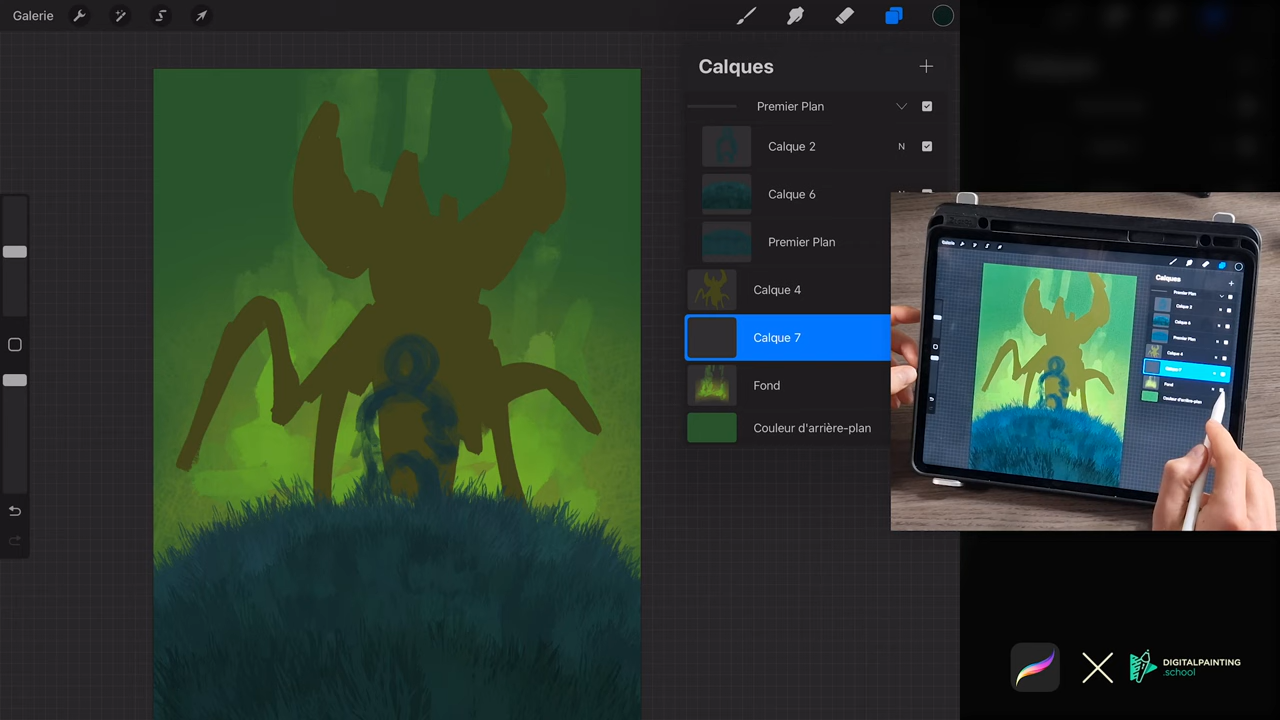 Galerie
Calques
Premier Plan
Calque 2 N
Calque 6
Premier Plan
Calque 4
Calque 7
Fond
Couleur d'arrière-plan
Calques
DIGITALPAINTING
.school